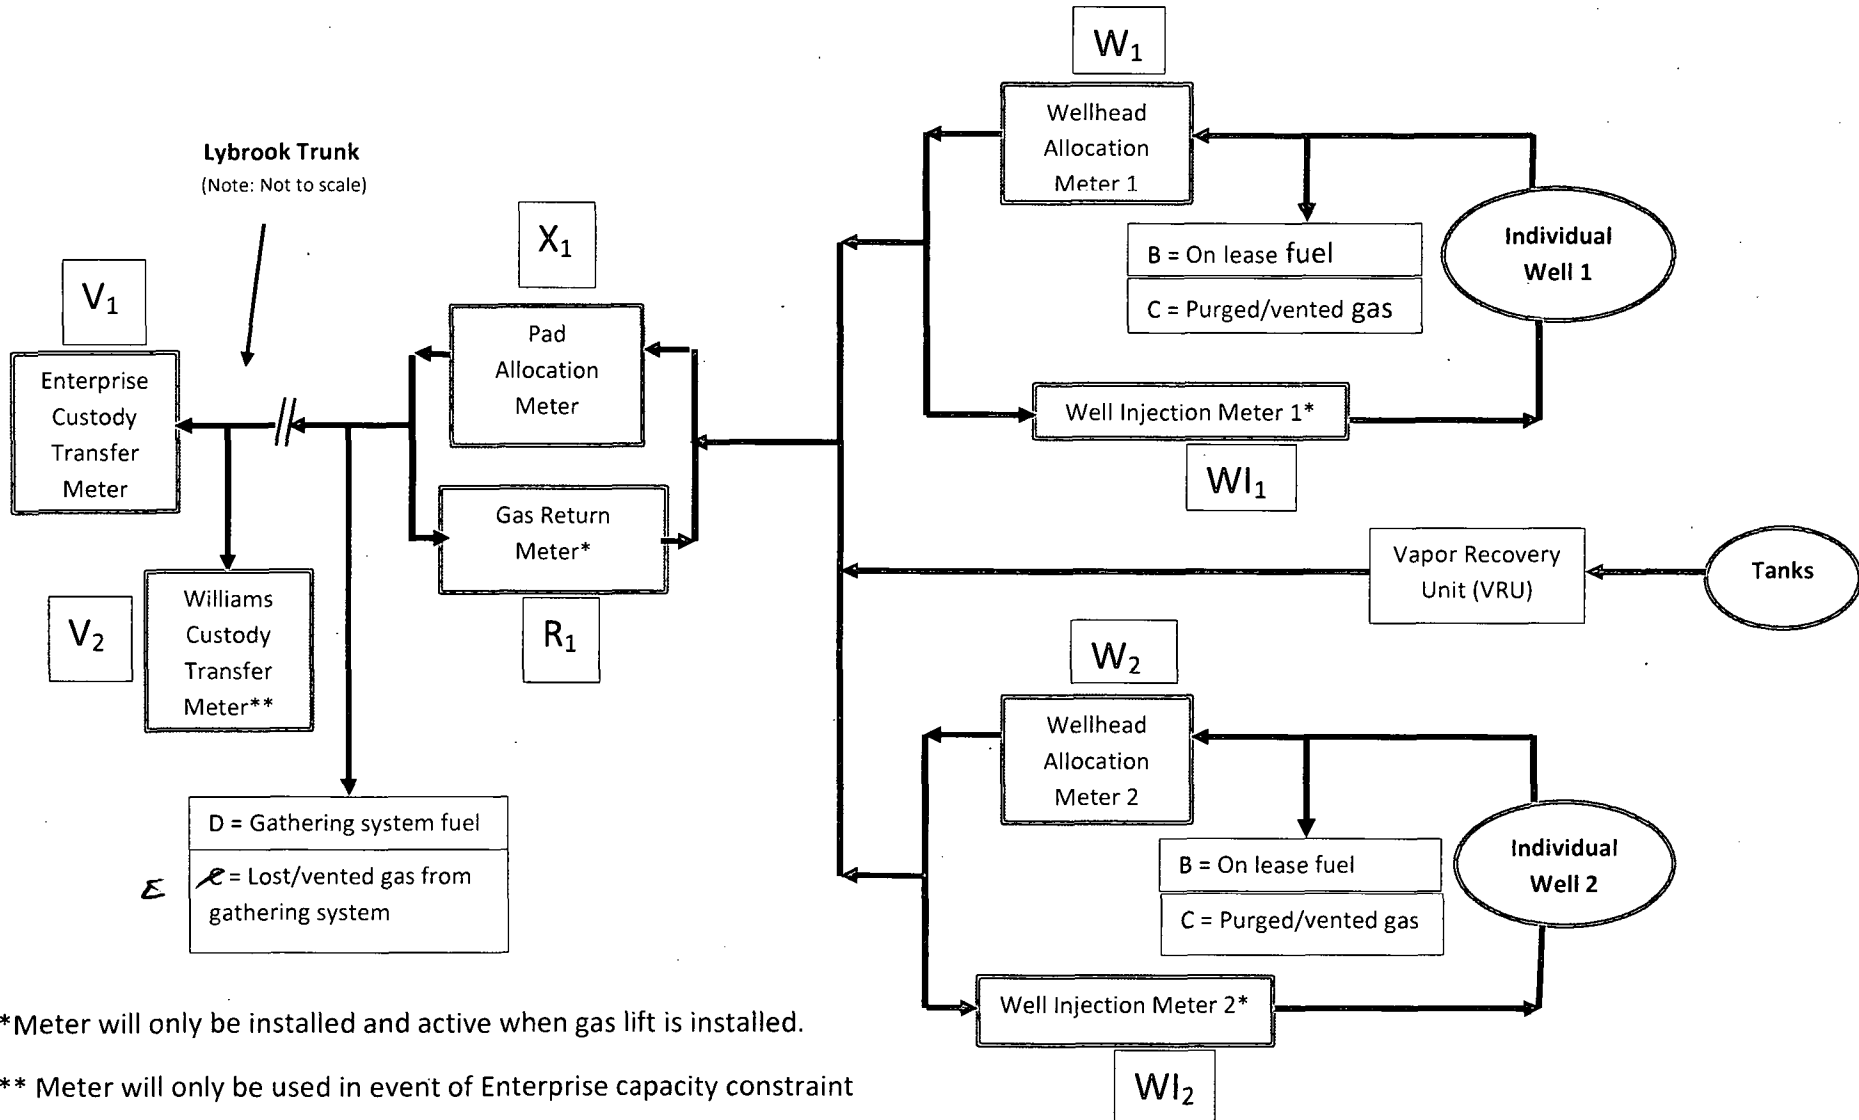 W1
Wellhead
Allocation
Meter 1
Lybrook Trunk
(Note: Not to scale)
X1
B = On lease fuel
C = Purged/vented gas
Individual
Well 1
V1
Pad
Allocation
Meter
Enterprise
Custody
Transfer
Meter
Well Injection Meter 1*
WI1
Gas Return
Meter*
R1
Vapor Recovery
Unit (VRU)
Tanks
V2
Williams
Custody
Transfer
Meter**
W2
Wellhead
Allocation
Meter 2
D = Gathering system fuel
E = Lost/vented gas from
gathering system
B = On lease fuel
C = Purged/vented gas
Individual
Well 2
Well Injection Meter 2*
WI2
*Meter will only be installed and active when gas lift is installed.
** Meter will only be used in event of Enterprise capacity constraint